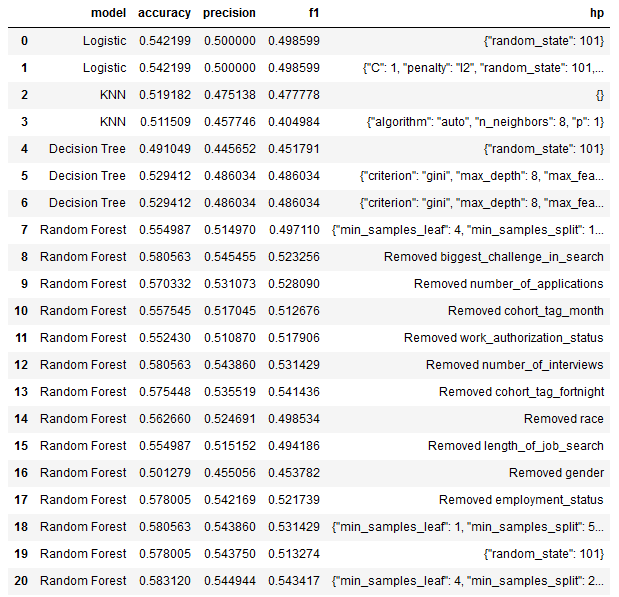 model accuracy precision f1 hp
0 Logistic 0.542199 0.500000 0.498599 {"random_state": 101}
1 Logistic 0.542199 0.500000 0.498599 {"C": 1, "penalty": "l2", "random_state": 101,...
2 KNN 0.519182 0.475138 0.477778 {}
3 KNN 0.511509 0.457746 0.404984 {"algorithm": "auto", "n_neighbors": 8, "p": 1}
4 Decision Tree 0.491049 0.445652 0.451791 {"random_state": 101}
5 Decision Tree 0.529412 0.486034 0.486034 {"criterion": "gini", "max_depth": 8, "max_fea...
6 Decision Tree 0.529412 0.486034 0.486034 {"criterion": "gini", "max_depth": 8, "max_fea...
7 Random Forest 0.554987 0.514970 0.497110 {"min_samples_leaf": 4, "min_samples_split": 1...
8 Random Forest 0.580563 0.545455 0.523256 Removed biggest_challenge_in_search
9 Random Forest 0.570332 0.531073 0.528090 Removed number_of_applications
10 Random Forest 0.557545 0.517045 0.512676 Removed cohort_tag_month
11 Random Forest 0.552430 0.510870 0.517906 Removed work_authorization_status
12 Random Forest 0.580563 0.543860 0.531429 Removed number_of_interviews
13 Random Forest 0.575448 0.535519 0.541436 Removed cohort_tag_fortnight
14 Random Forest 0.562660 0.524691 0.498534 Removed race
15 Random Forest 0.554987 0.515152 0.494186 Removed length_of_job_search
16 Random Forest 0.501279 0.455056 0.453782 Removed gender
17 Random Forest 0.578005 0.542169 0.521739 Removed employment_status
18 Random Forest 0.580563 0.543860 0.531429 {"min_samples_leaf": 1, "min_samples_split": 5...
19 Random Forest 0.578005 0.543750 0.513274 {"random_state": 101}
20 Random Forest 0.583120 0.544944 0.543417 {"min_samples_leaf": 4, "min_samples_split": 2...